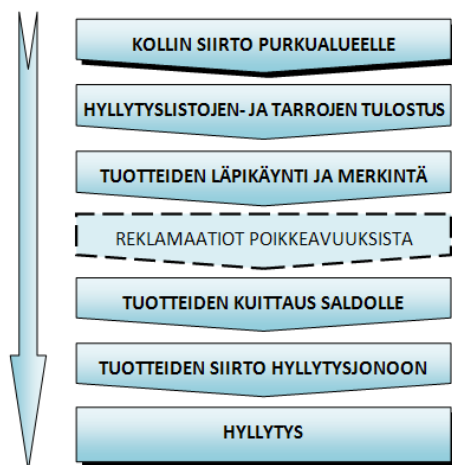 KOLLIN SIIRTO PURKUALUEELLE
HYLLYTYSLISTOJEN- JA TARROJEN TULOSTUS
TUOTTEIDEN LÄPIKÄYNTI JA MERKINTÄ
REKLAMAATIOT POIKKEAVUUKSISTA
TUOTTEIDEN KUITTAUS SALDOLLE
TUOTTEIDEN SIIRTO HYLLYTYSJONOON
HYLLYTYS